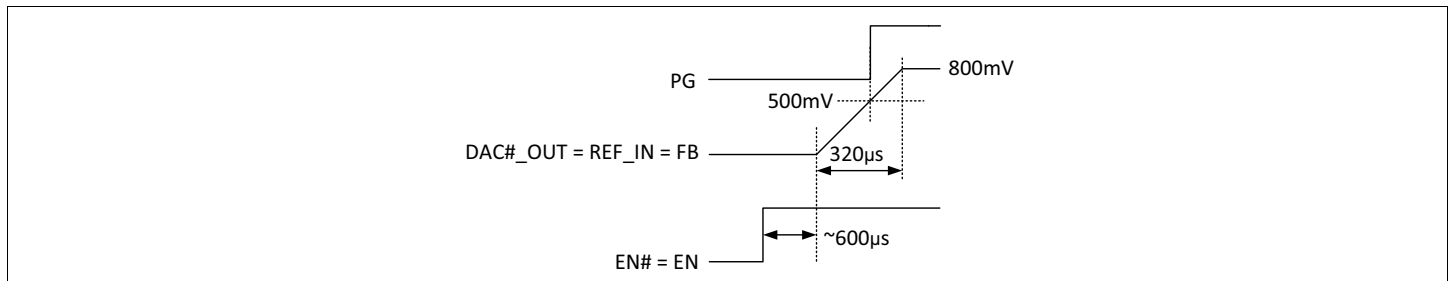 PG
800mV
500mV
DAC#_OUT = REF_IN = FB
320µs
~600µs
EN# = EN